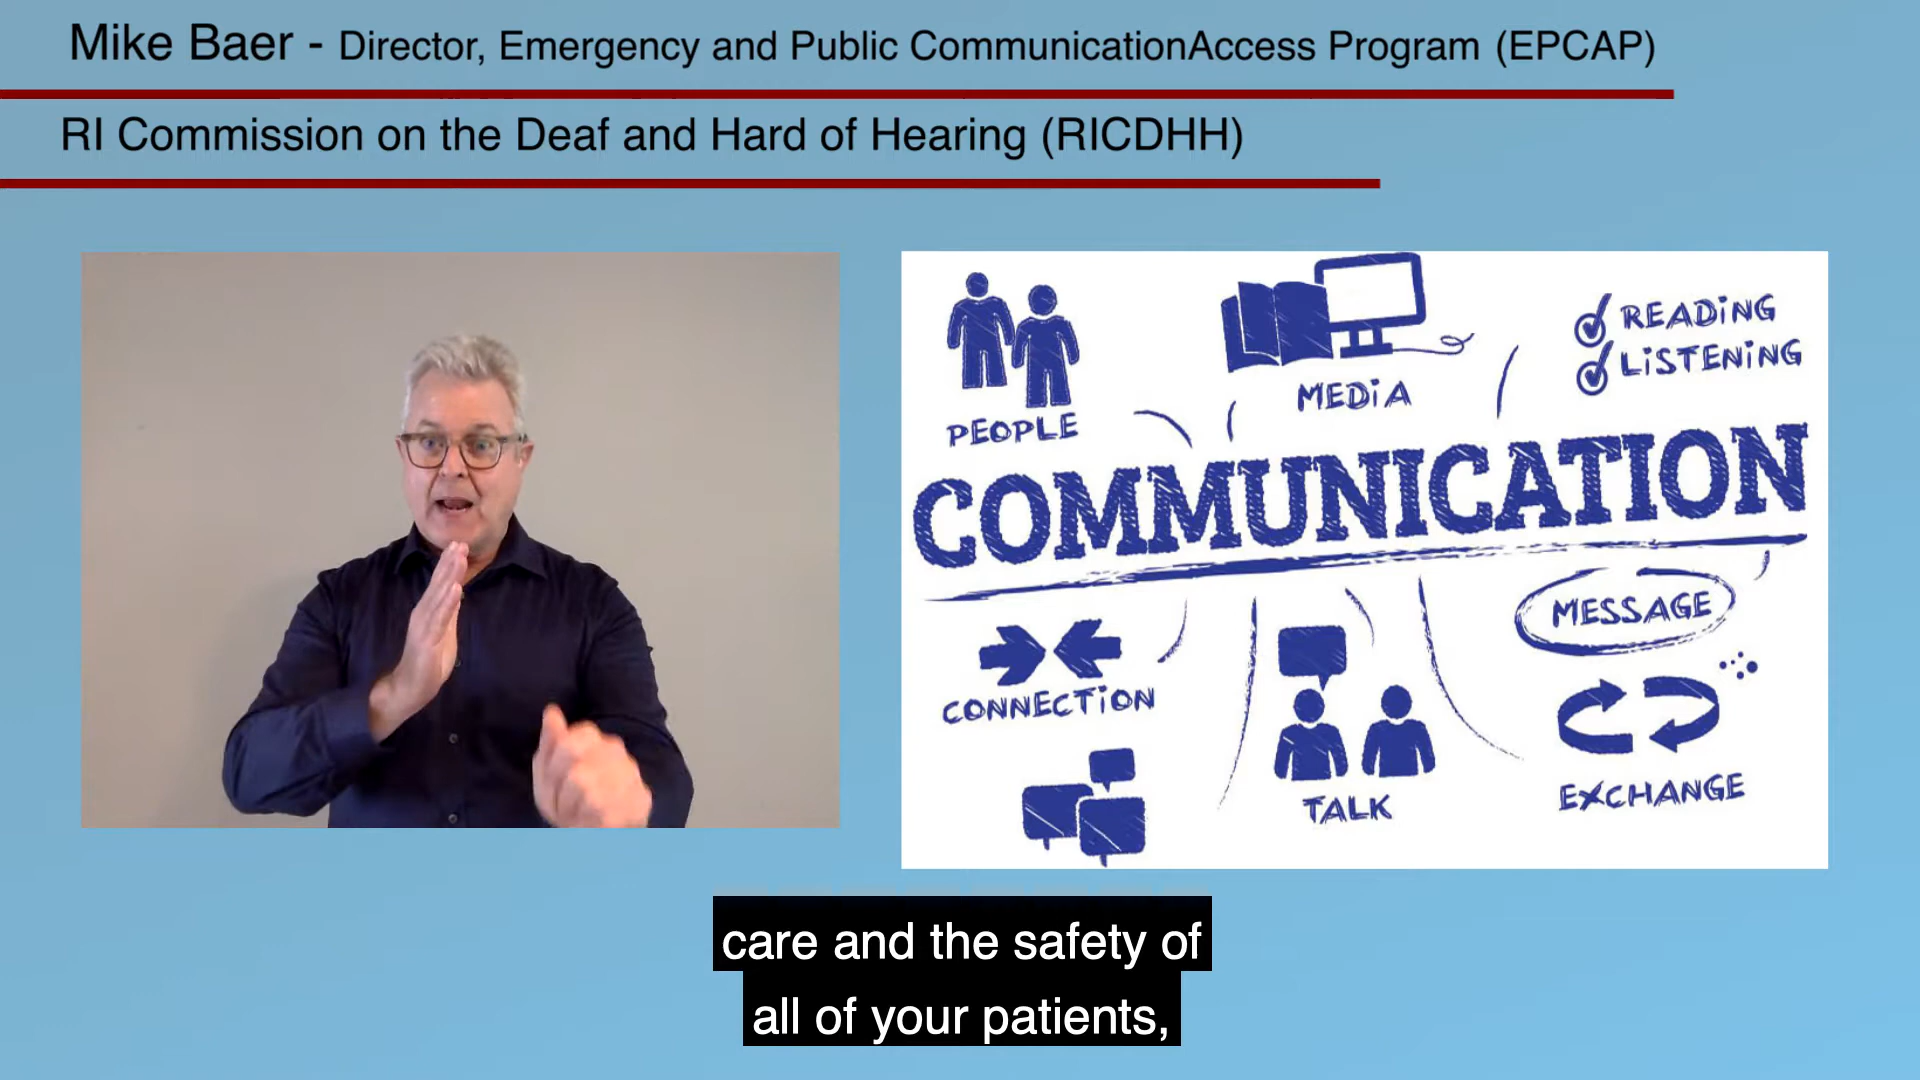 Mike Baer - Director, Emergency and Public CommunicationAccess Program (EPCAP)
RI Commission on the Deaf and Hard of Hearing (RICDHH)
PEOPLE
MEDiA
READiNG
LiSTENiNG
COMMUNICATION
CONNECTiON
TALK
MESSAGE
EXCHANGE
care and the safety of
all of your patients,